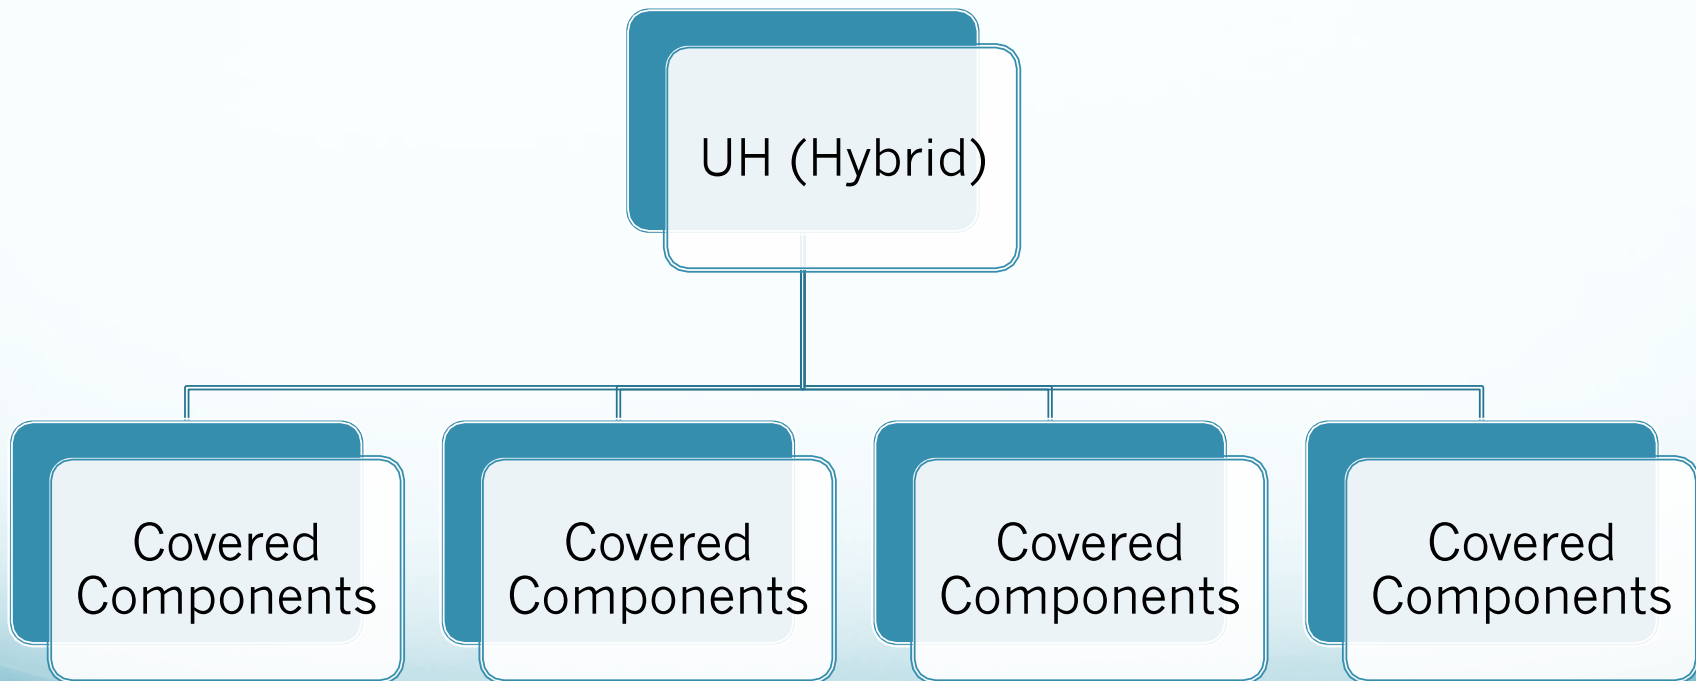 UH (Hybrid)
Covered
Components
Covered
Components
Covered
Components
Covered
Components